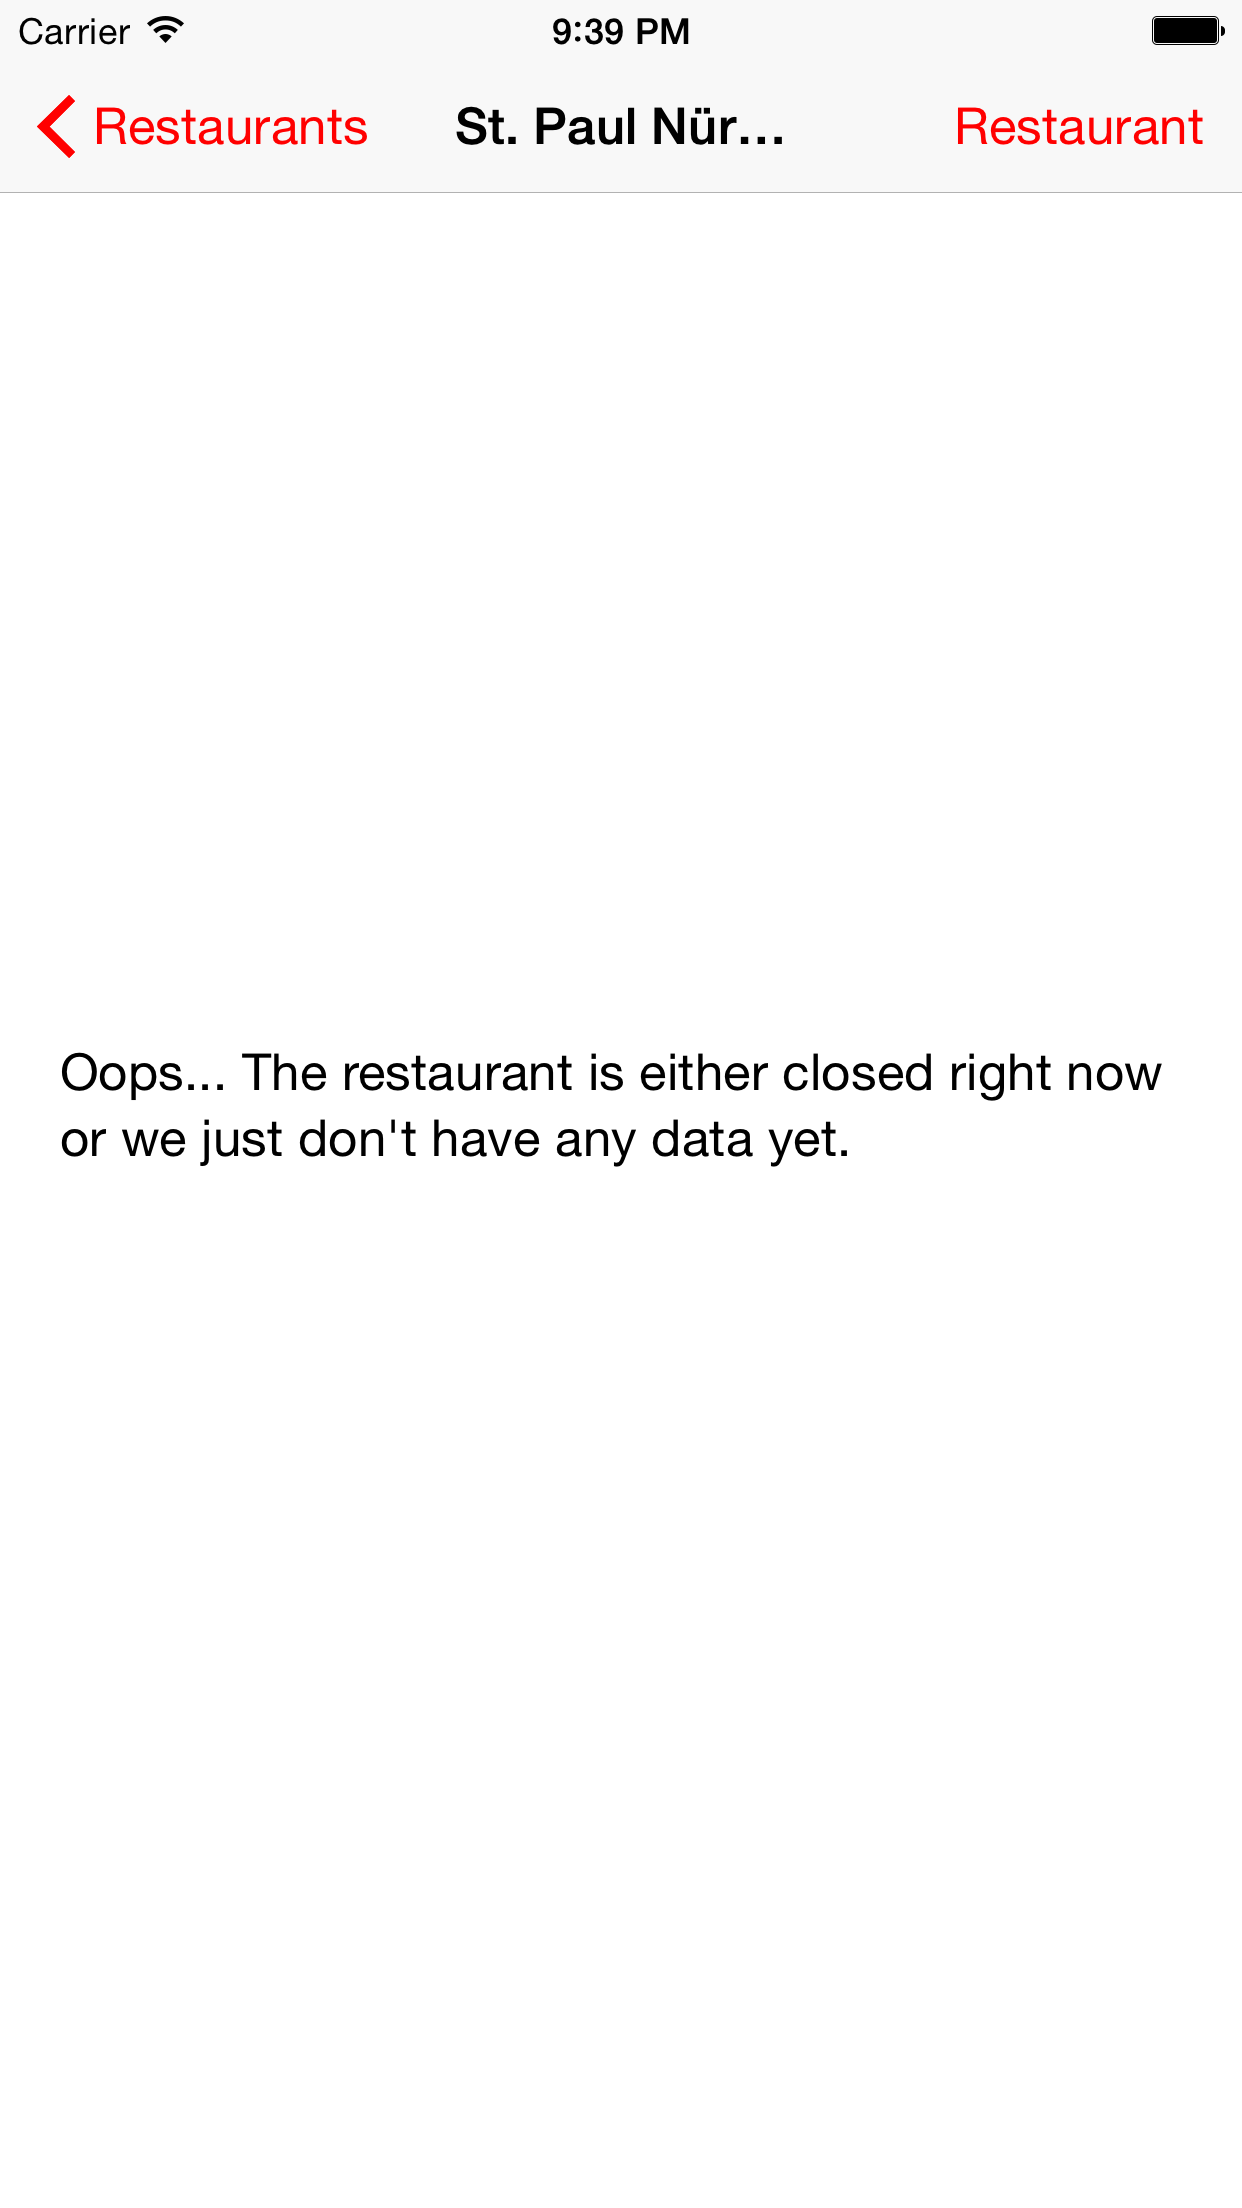 Carrier 9:39 PM
Restaurants St. Paul Nür... Restaurant
Oops... The restaurant is either closed right now
or we just don't have any data yet.